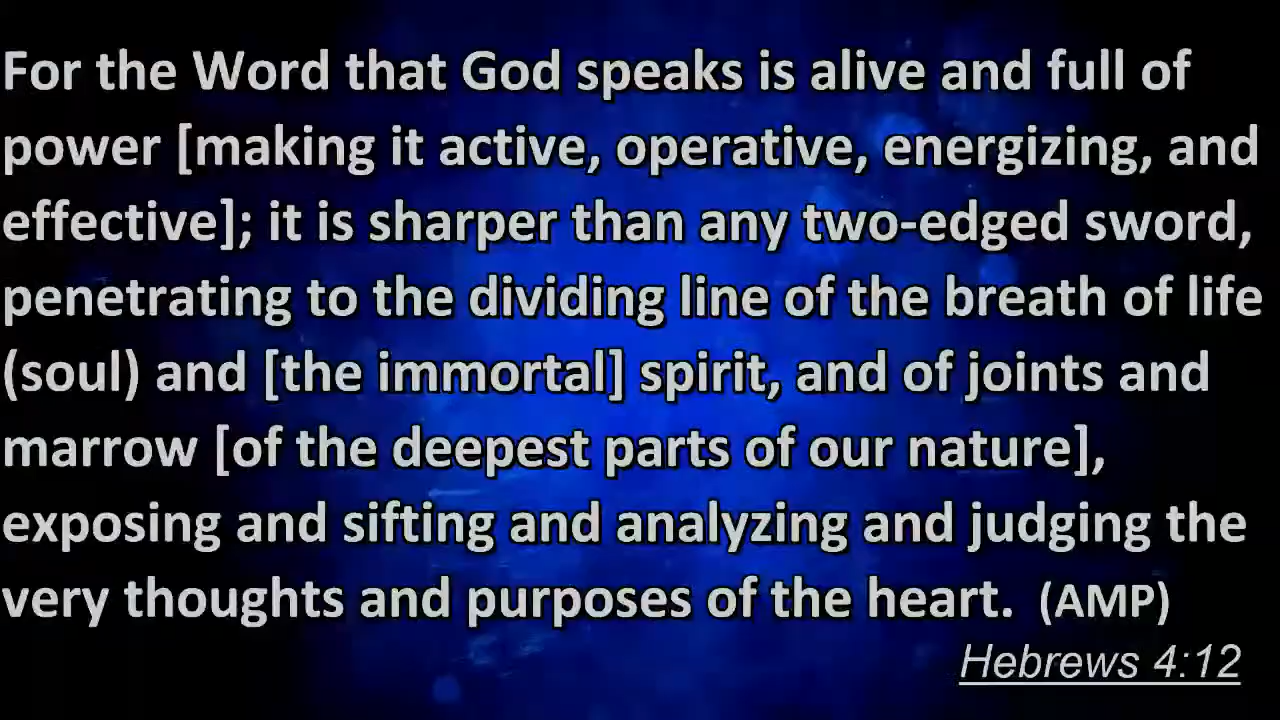 For the Word that God speaks is alive and full of
power [making it active, operative, energizing, and
effective]; it is sharper than any two-edged sword,
penetrating to the dividing line of the breath of life
(soul) and [the immortal] spirit, and of joints and
marrow [of the deepest parts of our nature],
exposing and sifting and analyzing and judging the
very thoughts and purposes of the heart. (AMP)
Hebrews 4:12